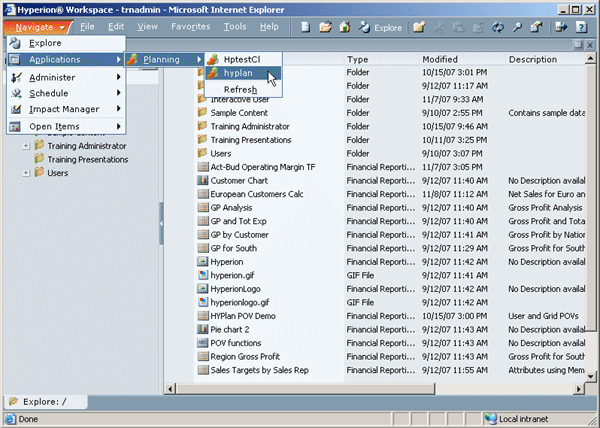 Hyperion® Workspace - trnadmin - Microsoft Internet Explorer
Navigate File Edit View Favorites Tools Help Explore
Explore
Applications
Administer
Schedule
Impact Manager
Open Items
Planning
HptestCl
hyplan
Refresh
Type Modified Description
Folder 10/15/07 3:01 PM
Folder 9/12/07 11:17 AM
Interactive User Folder 11/7/07 9:33 AM
Sample Content Folder 9/10/07 2:55 PM Contains sample data
Training Administrator Folder 10/15/07 9:46 AM
Training Presentations Folder 10/11/07 3:25 PM
Users Folder 9/10/07 3:07 PM
Training Administrator
Training Presentations
Users
Act-Bud Operating Margin TF Financial Reporti... 11/7/07 3:05 PM
Customer Chart Financial Reporti... 9/12/07 11:40 AM No Description availa
European Customers Calc Financial Reporti... 9/12/07 11:40 AM Net Sales for Euro an
GP Analysis Financial Reporti... 9/12/07 11:40 AM Gross Profit Analysis
GP and Tot Exp Financial Reporti... 9/12/07 11:40 AM Gross Profit and Tota
GP by Customer Financial Reporti... 9/12/07 11:40 AM Gross Profit by Nation
GP for South Financial Reporti... 9/12/07 11:29 AM Gross Profit for South
Hyperion Financial Reporti... 9/12/07 11:42 AM No Description availa
hyperion.gif GIF File 9/12/07 11:42 AM
HyperionLogo Financial Reporti... 9/12/07 11:42 AM No Description availa
hyperionlogo.gif GIF File 9/12/07 11:42 AM
HYPlan POV Demo Financial Reporti... 10/15/07 3:00 PM User and Grid POVs
Pie chart 2 Financial Reporti... 9/12/07 11:43 AM No Description availa
POV functions Financial Reporti... 9/12/07 11:43 AM No Description availa
Region Gross Profit Financial Reporti... 9/12/07 11:43 AM Gross Profit for South
Sales Targets by Sales Rep Financial Reporti... 9/12/07 11:55 AM Attributes using Mem
Explore: /
Done Local intranet